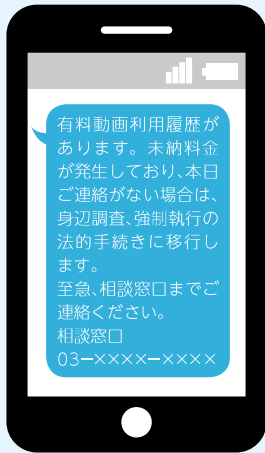 有料動画利用履歴が
あります。未納料金
が発生しており、本日
ご連絡がない場合は、
身辺調査、強制執行の
法的手続きに移行し
ます。
至急、相談窓口までご
連絡ください。
相談窓口
03ー××××ー××××